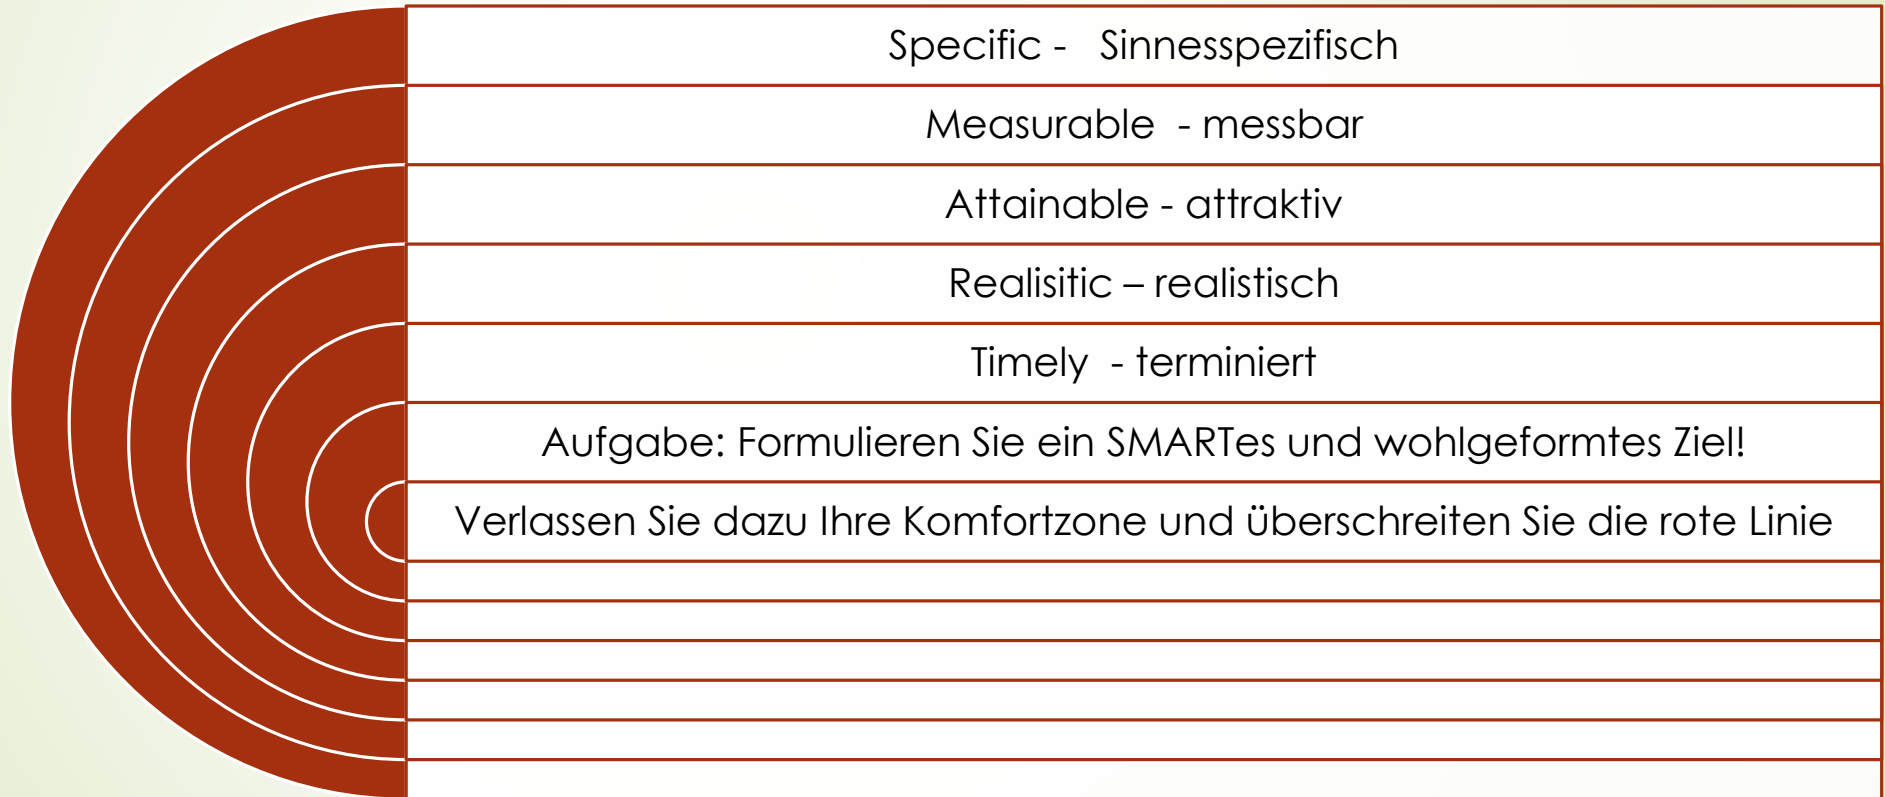 Specific - Sinnesspezifisch
Measurable - messbar
Attainable - attraktiv
Realisitic – realistisch
Timely - terminiert
Aufgabe: Formulieren Sie ein SMARTes und wohlgeformtes Ziel!
Verlassen Sie dazu Ihre Komfortzone und überschreiten Sie die rote Linie